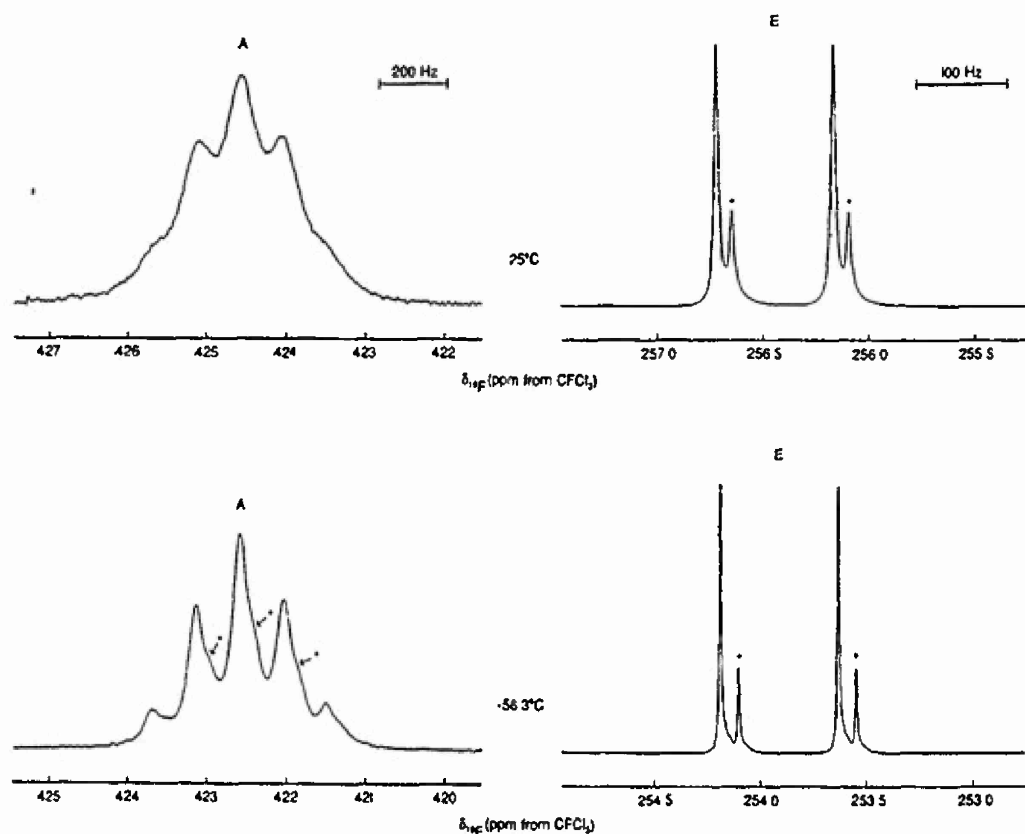 A
E
200 Hz
100 Hz
25°C
427 426 425 424 423 422
257 0 256 5 256 0 255 5
δ19F (ppm from CFCl3)
A
E
-56 3°C
425 424 423 422 421 420
254 5 254 0 253 5 253 0
δ19F (ppm from CFCl3)